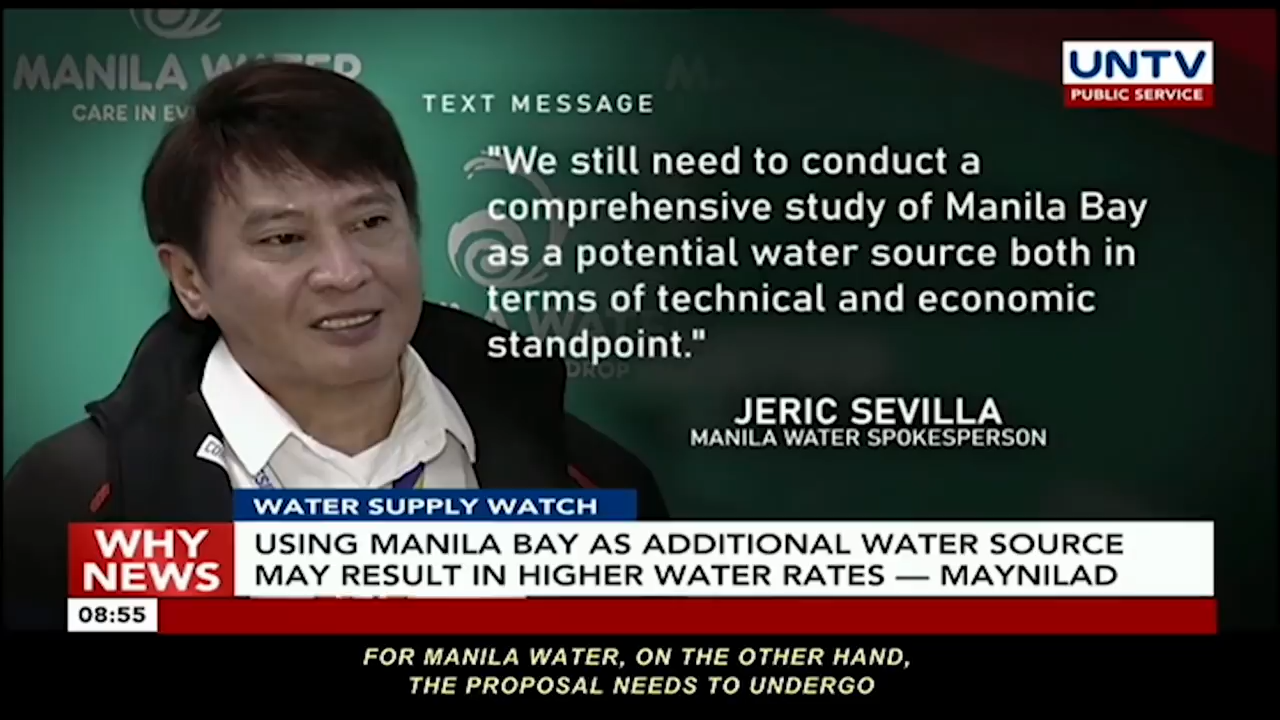 MANILA WATER
CARE IN EV
TEXT MESSAGE
UNTV
PUBLIC SERVICE
"We still need to conduct a
comprehensive study of Manila Bay
as a potential water source both in
terms of technical and economic
standpoint."
DROP
JERIC SEVILLA
MANILA WATER SPOKESPERSON
WATER SUPPLY WATCH
WHY
NEWS
USING MANILA BAY AS ADDITIONAL WATER SOURCE
MAY RESULT IN HIGHER WATER RATES — MAYNILAD
08:55
FOR MANILA WATER, ON THE OTHER HAND,
THE PROPOSAL NEEDS TO UNDERGO